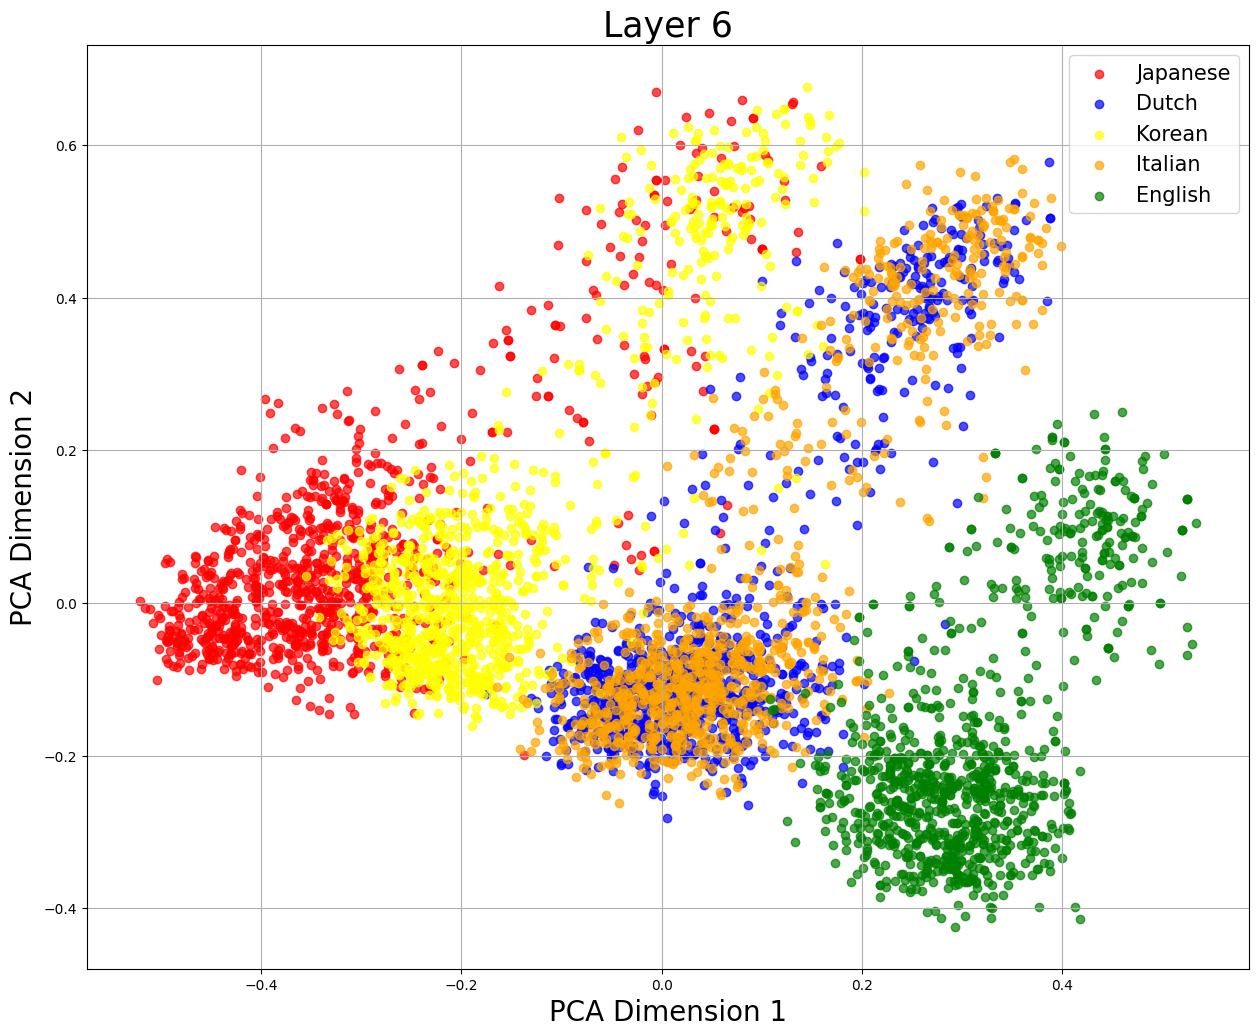 Layer 6
Japanese
Dutch
Korean
Italian
English
PCA Dimension 2
0.6
0.4
0.2
0.0
−0.2
−0.4
−0.4
−0.2
0.0
0.2
0.4
PCA Dimension 1